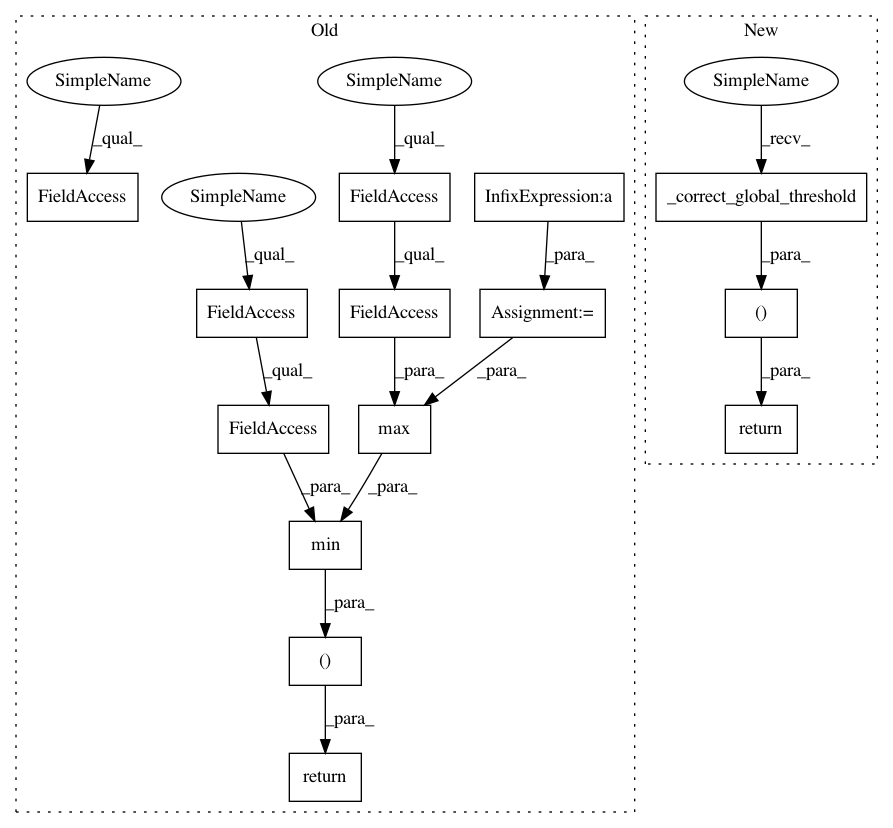 Old
New
SimpleName
SimpleName
SimpleName
_qual_
_qual_
_recv_
FieldAccess
SimpleName
FieldAccess
InfixExpression:a
_correct_global_threshold
_qual_
_qual_
_para_
_para_
FieldAccess
FieldAccess
Assignment:=
()
_qual_
_para_
_para_
_para_
FieldAccess
max
return
_para_
_para_
min
_para_
()
_para_
return